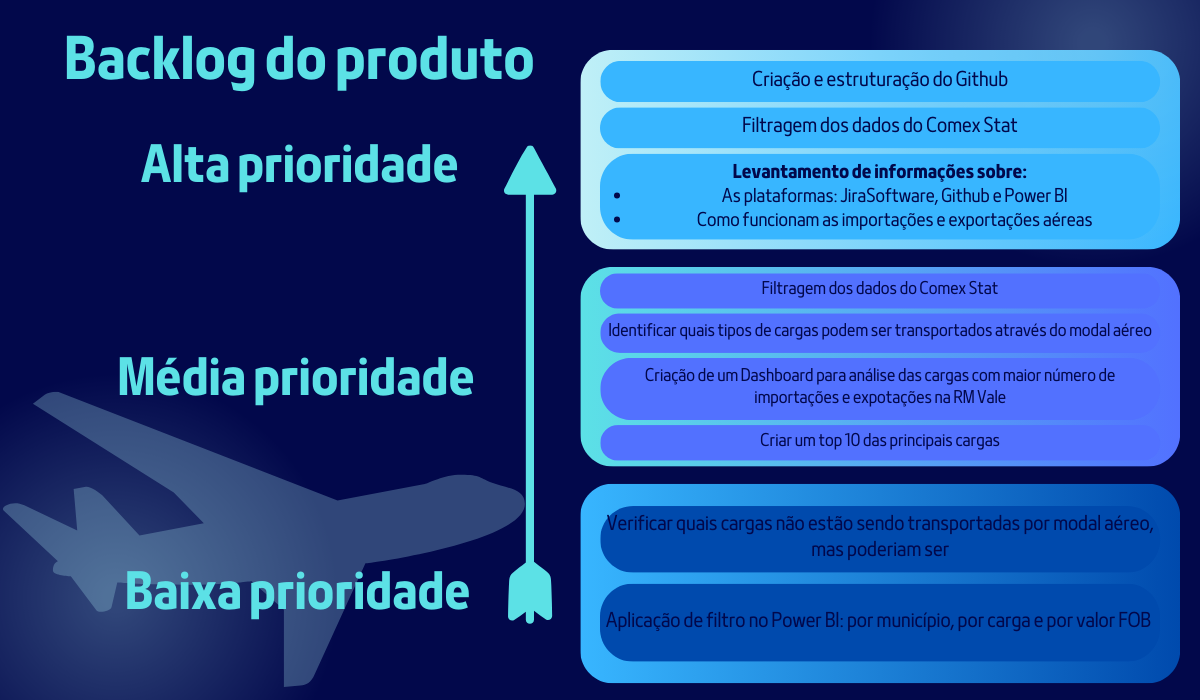 Backlog do produto
Alta prioridade
Criação e estruturação do Github
Filtragem dos dados do Comex Stat
Levantamento de informações sobre:
• As plataformas: JiraSoftware, Github e Power BI
• Como funcionam as importações e exportações aéreas
Média prioridade
Filtragem dos dados do Comex Stat
Identificar quais tipos de cargas podem ser transportados através do modal aéreo
Criação de um Dashboard para análise das cargas com maior número de
importações e expotações na RM Vale
Criar um top 10 das principais cargas
Baixa prioridade
Verificar quais cargas não estão sendo transportadas por modal aéreo,
mas poderiam ser
Aplicação de filtro no Power BI: por município, por carga e por valor FOB